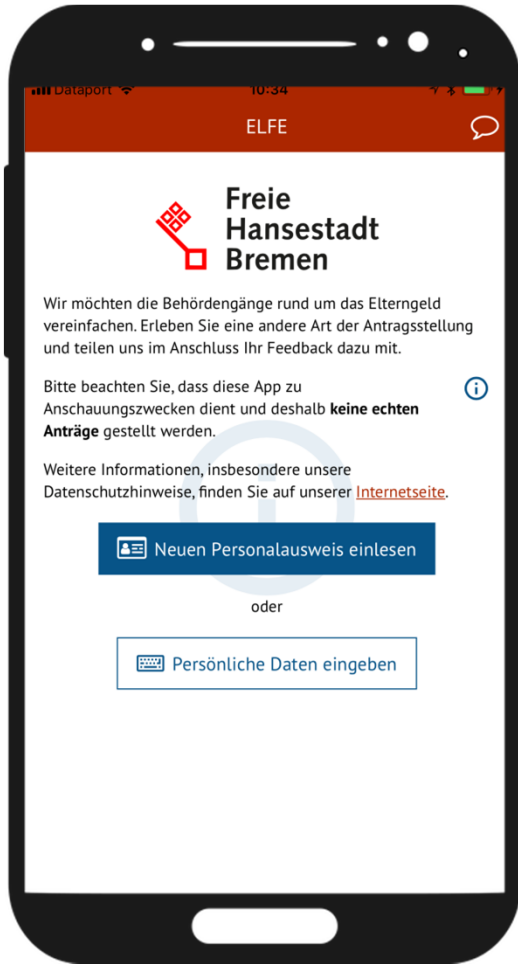 Dataport 10:34
ELFE
Freie
Hansestadt
Bremen
Wir möchten die Behördengänge rund um das Elterngeld
vereinfachen. Erleben Sie eine andere Art der Antragsstellung
und teilen uns im Anschluss Ihr Feedback dazu mit.
Bitte beachten Sie, dass diese App zu
Anschauungszwecken dient und deshalb keine echten
Anträge gestellt werden.
Weitere Informationen, insbesondere unsere
Datenschutzhinweise, finden Sie auf unserer Internetseite.
Neuen Personalausweis einlesen
oder
Persönliche Daten eingeben